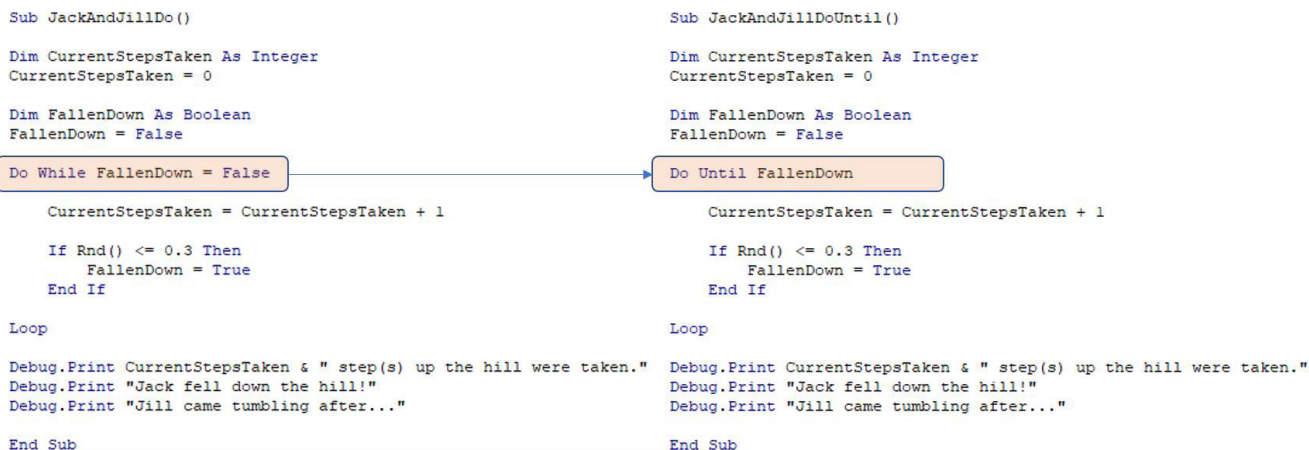 Sub JackAndJillDo()
Dim CurrentStepsTaken As Integer
CurrentStepsTaken = 0
Dim FallenDown As Boolean
FallenDown = False
Do While FallenDown = False
CurrentStepsTaken = CurrentStepsTaken + 1
If Rnd() <= 0.3 Then
FallenDown = True
End If
Loop
Debug.Print CurrentStepsTaken & " step(s) up the hill were taken."
Debug.Print "Jack fell down the hill!"
Debug.Print "Jill came tumbling after..."
End Sub
Sub JackAndJillDoUntil()
Dim CurrentStepsTaken As Integer
CurrentStepsTaken = 0
Dim FallenDown As Boolean
FallenDown = False
Do Until FallenDown
CurrentStepsTaken = CurrentStepsTaken + 1
If Rnd() <= 0.3 Then
FallenDown = True
End If
Loop
Debug.Print CurrentStepsTaken & " step(s) up the hill were taken."
Debug.Print "Jack fell down the hill!"
Debug.Print "Jill came tumbling after..."
End Sub